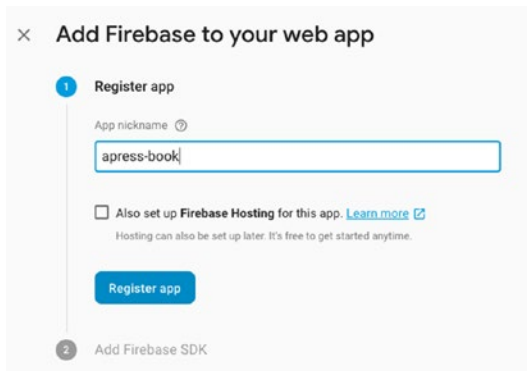 Add Firebase to your web app
1 Register app
App nickname
apress-book
Also set up Firebase Hosting for this app. Learn more
Hosting can also be set up later. It's free to get started anytime.
Register app
2 Add Firebase SDK